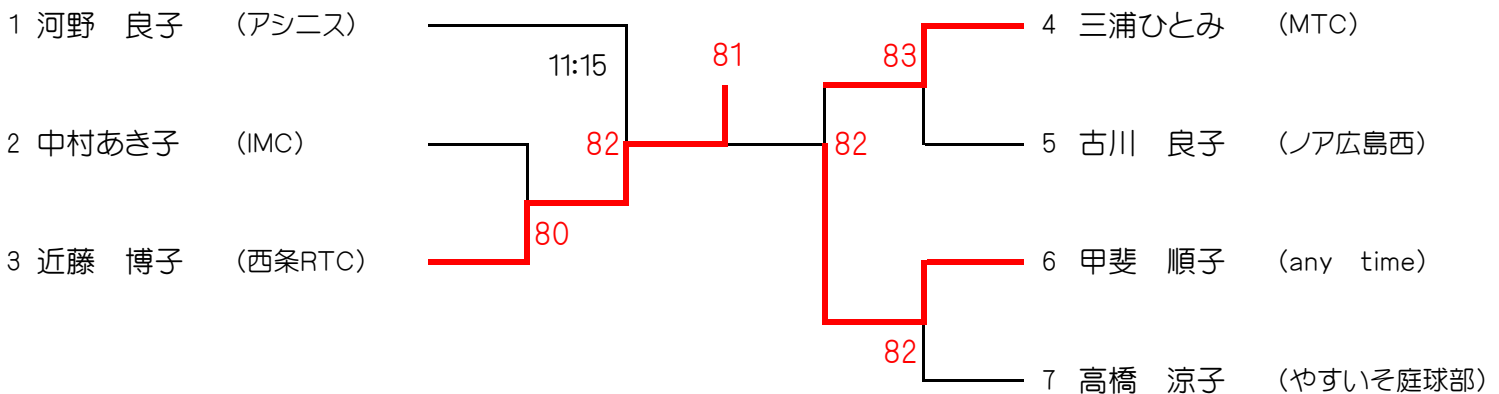 1 河野　良子　（アシニス）
11:15
2 中村あき子　（IMC）
82
80
3 近藤　博子　（西条RTC）
81
4 三浦ひとみ　（MTC）
83
82
5 古川　良子　（ノア広島西）
6 甲斐　順子　（any　time）
82
7 高橋　涼子　（やすいそ庭球部）